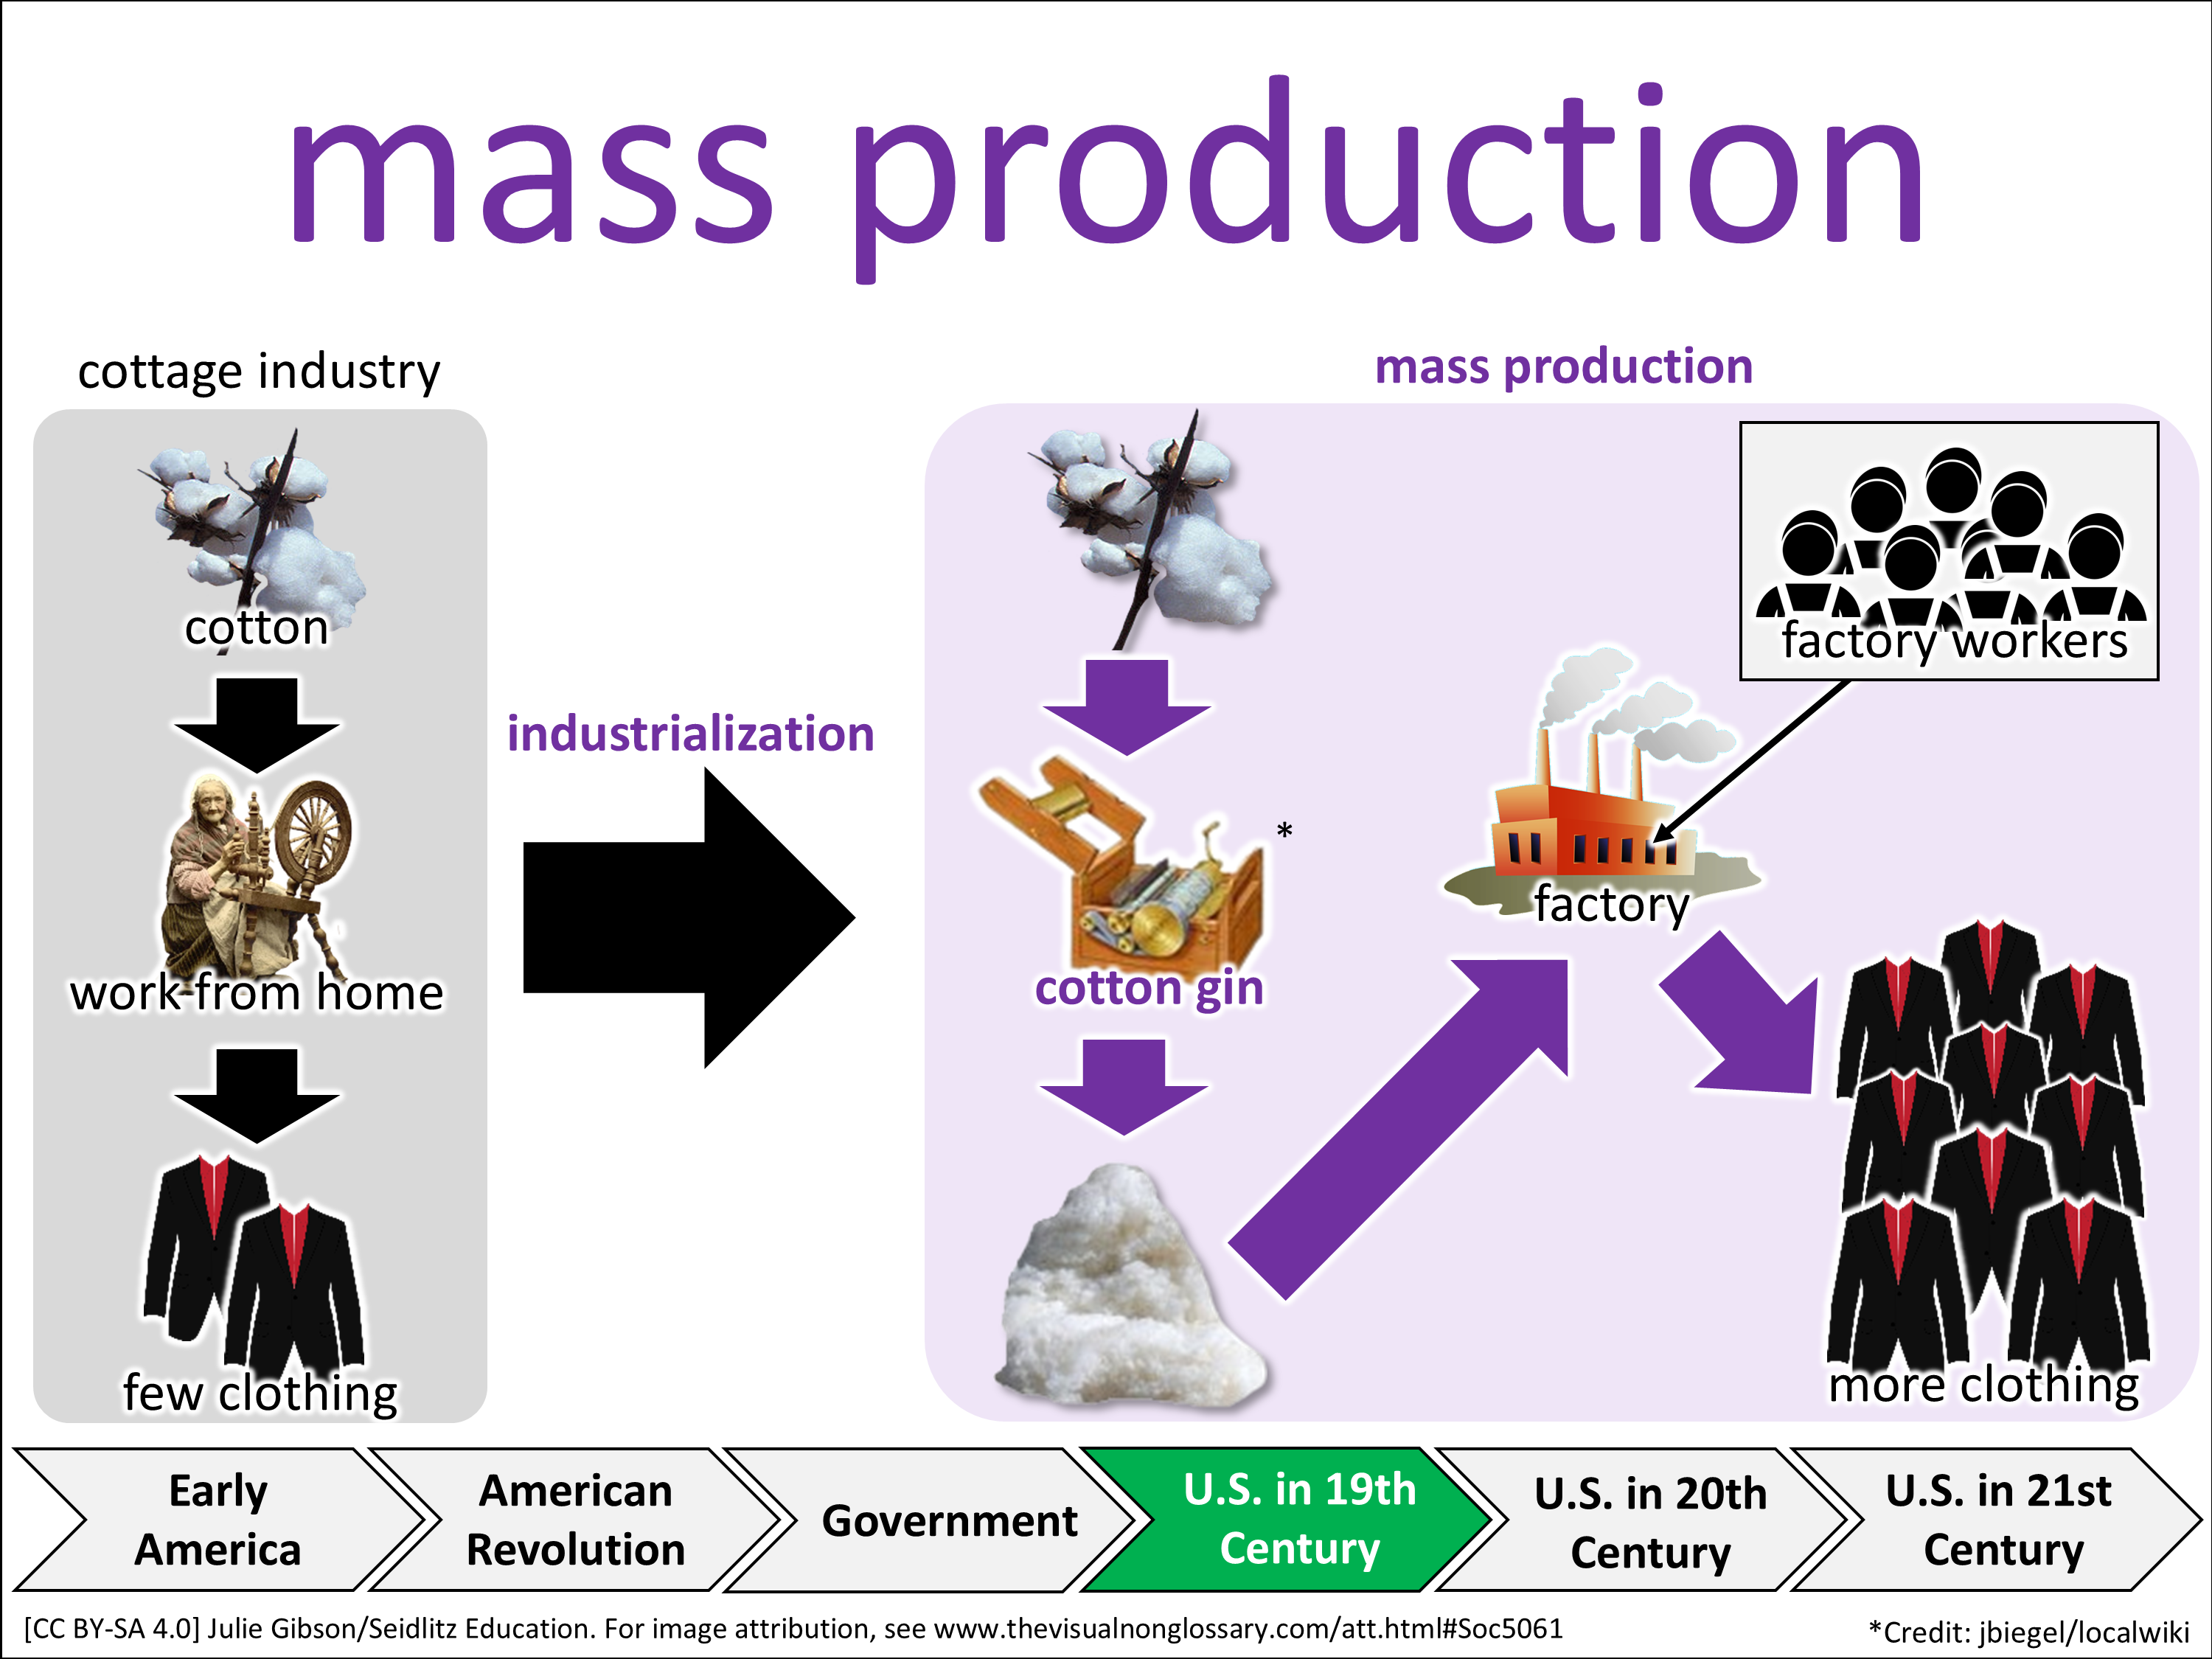 mass production
cottage industry
cotton
work from home
few clothing
industrialization
mass production
*
cotton gin
factory workers
factory
more clothing
Early
America
American
Revolution
Government
U.S. in 19th
Century
U.S. in 20th
Century
U.S. in 21st
Century
[CC BY-SA 4.0] Julie Gibson/Seidlitz Education. For image attribution, see www.thevisualnonglossary.com/att.html#Soc5061
*Credit: jbiegel/localwiki